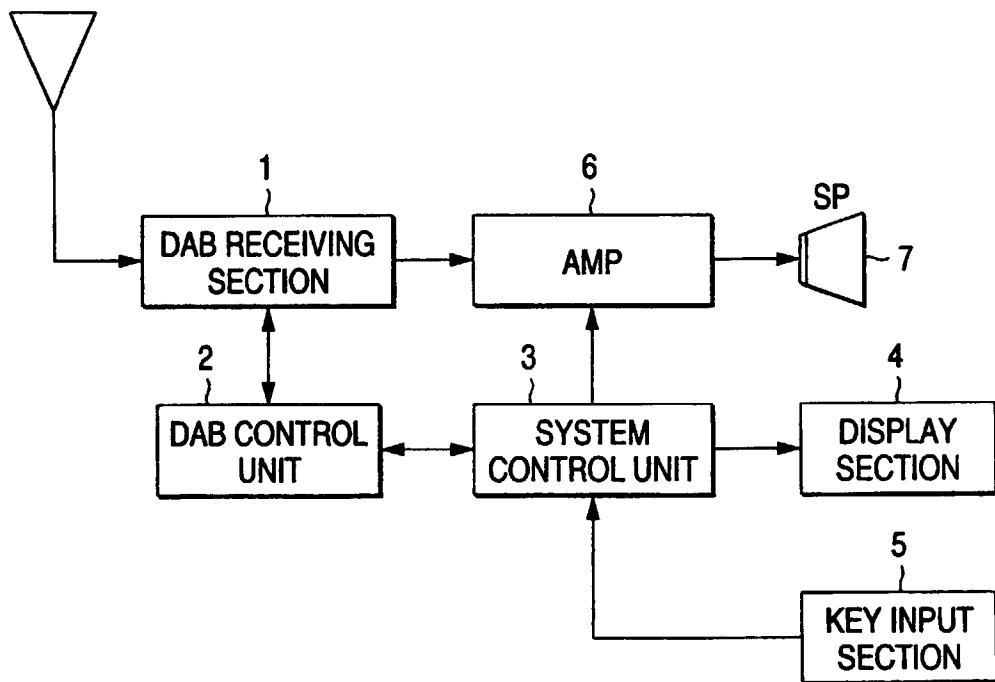 1
DAB RECEIVING
SECTION
6
AMP
SP
7
2
DAB CONTROL
UNIT
3
SYSTEM
CONTROL UNIT
4
DISPLAY
SECTION
5
KEY INPUT
SECTION